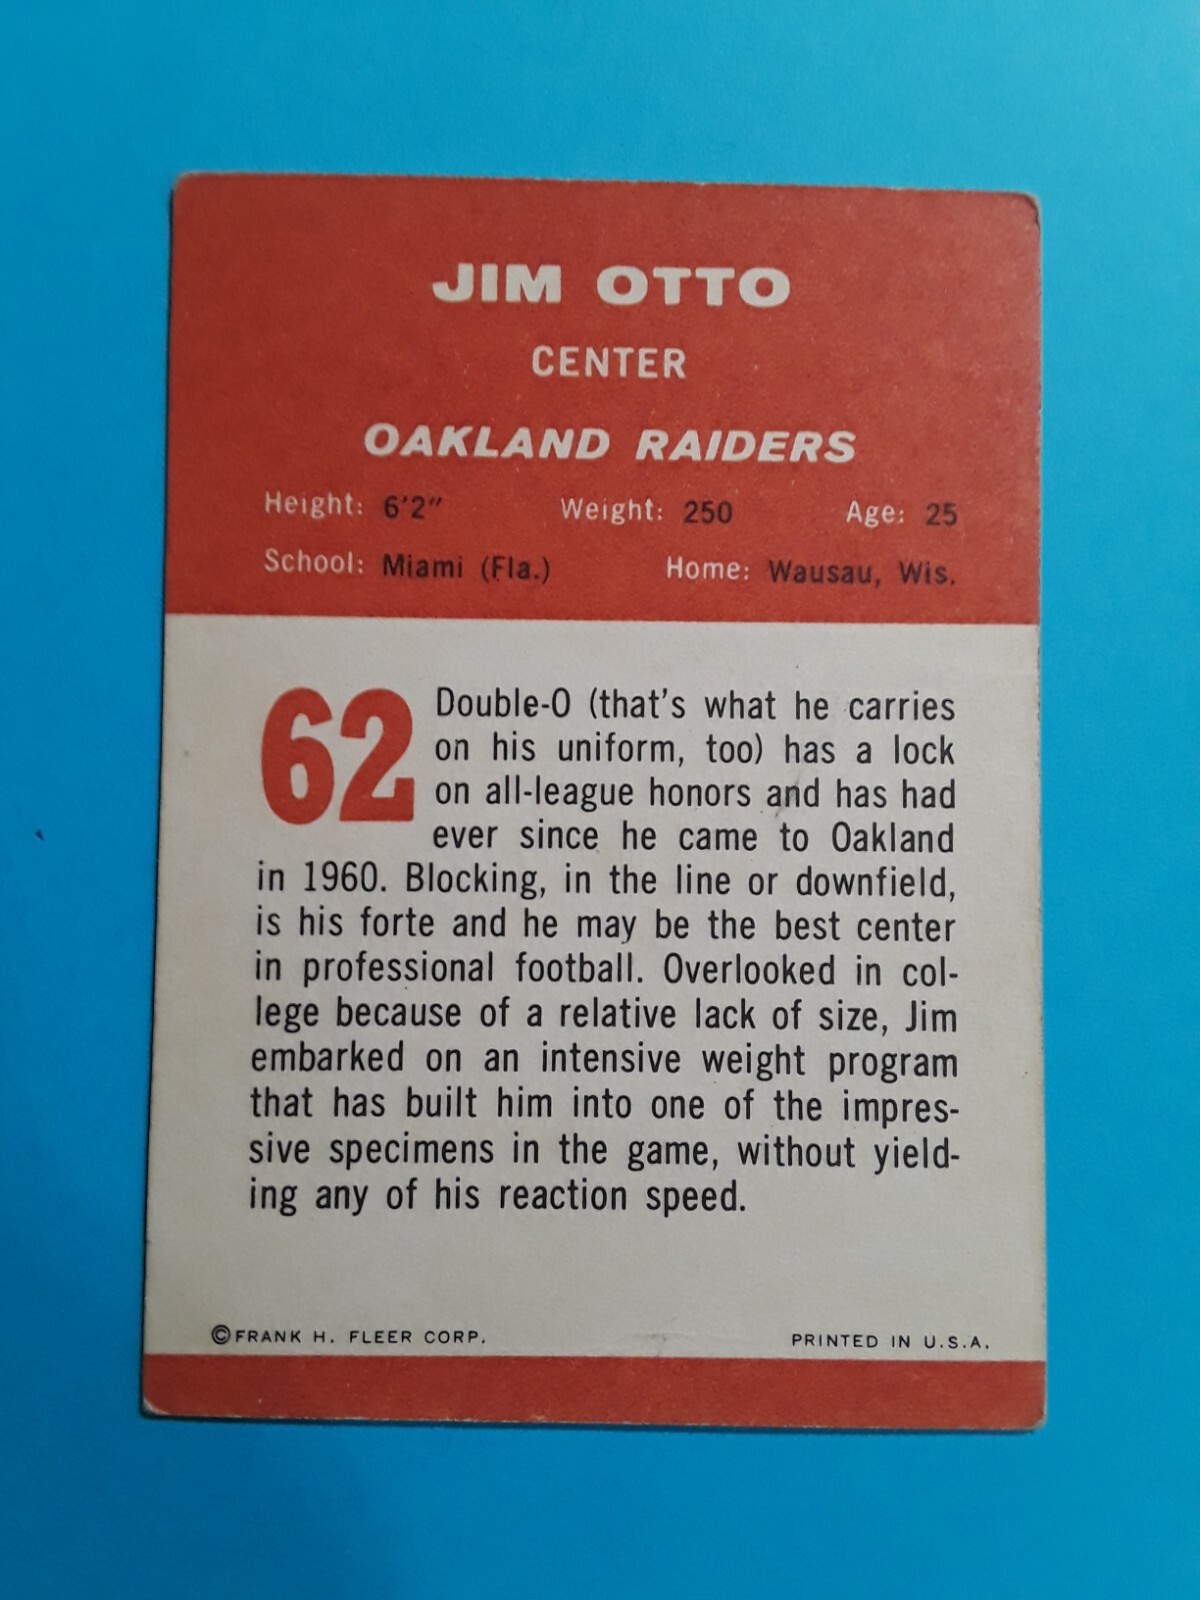 JIM OTTO
CENTER
OAKLAND RAIDERS
Height: 6'2" Weight: 250 Age: 25
School: Miami (Fla.) Home: Wausau, Wis.
62
Double-O (that's what he carries
on his uniform, too) has a lock
on all-league honors and has had
ever since he came to Oakland
in 1960. Blocking, in the line or downfield,
is his forte and he may be the best center
in professional football. Overlooked in col-
lege because of a relative lack of size, Jim
embarked on an intensive weight program
that has built him into one of the impres-
sive specimens in the game, without yield-
ing any of his reaction speed.
©FRANK H. FLEER CORP. PRINTED IN U.S.A.